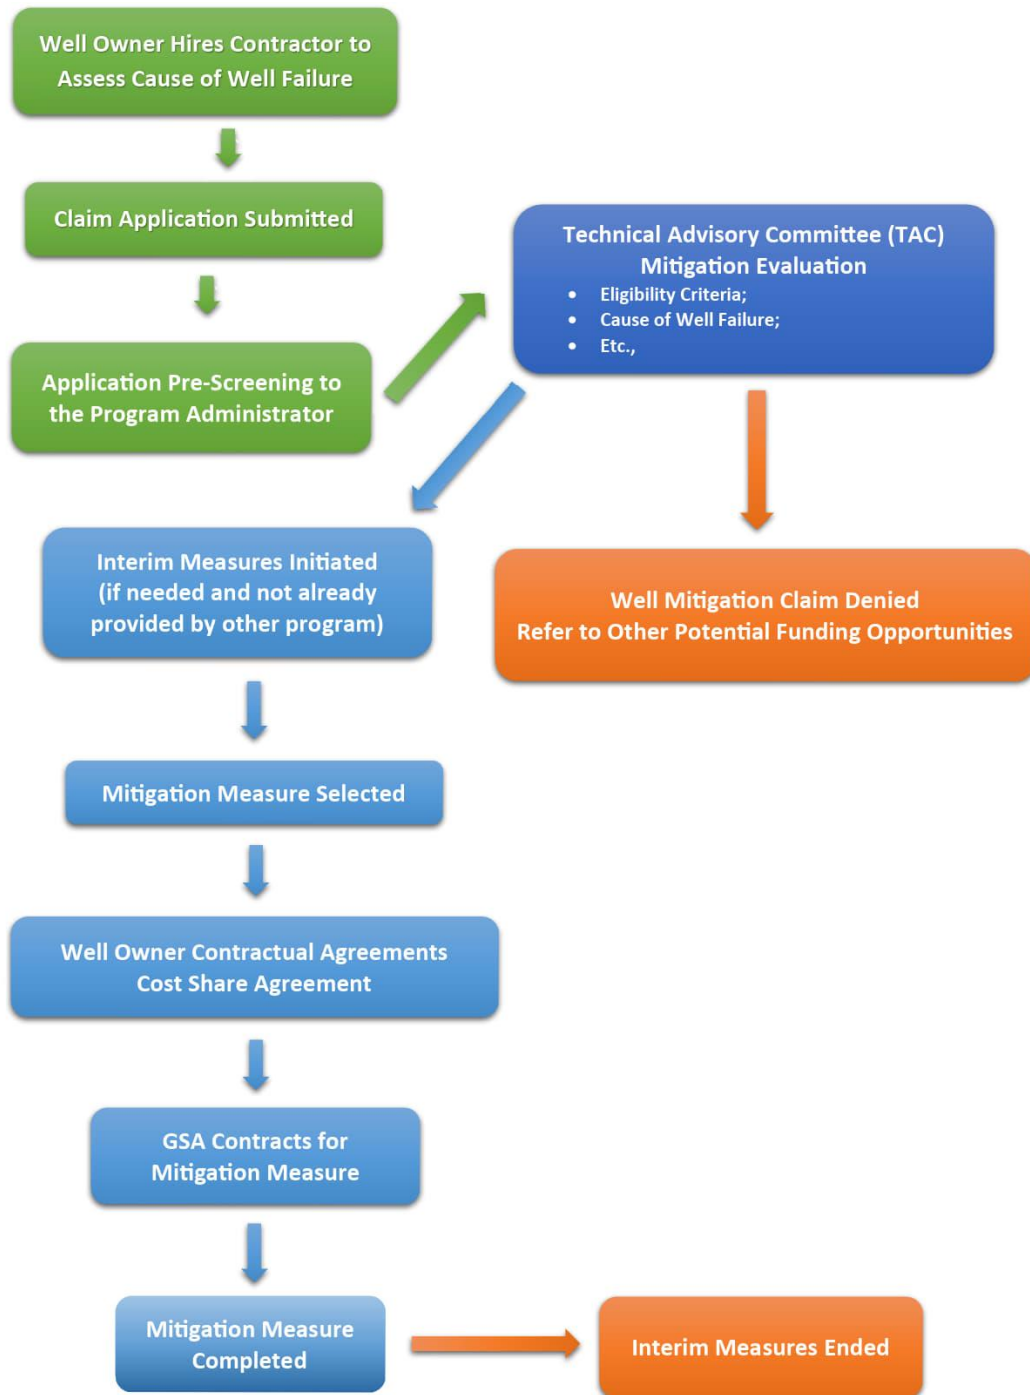 Well Owner Hires Contractor to
Assess Cause of Well Failure
Claim Application Submitted
Application Pre-Screening to
the Program Administrator
Technical Advisory Committee (TAC)
Mitigation Evaluation
• Eligibility Criteria;
• Cause of Well Failure;
• Etc.,
Interim Measures Initiated
(if needed and not already
provided by other program)
Well Mitigation Claim Denied
Refer to Other Potential Funding Opportunities
Mitigation Measure Selected
Well Owner Contractual Agreements
Cost Share Agreement
GSA Contracts for
Mitigation Measure
Mitigation Measure
Completed
Interim Measures Ended